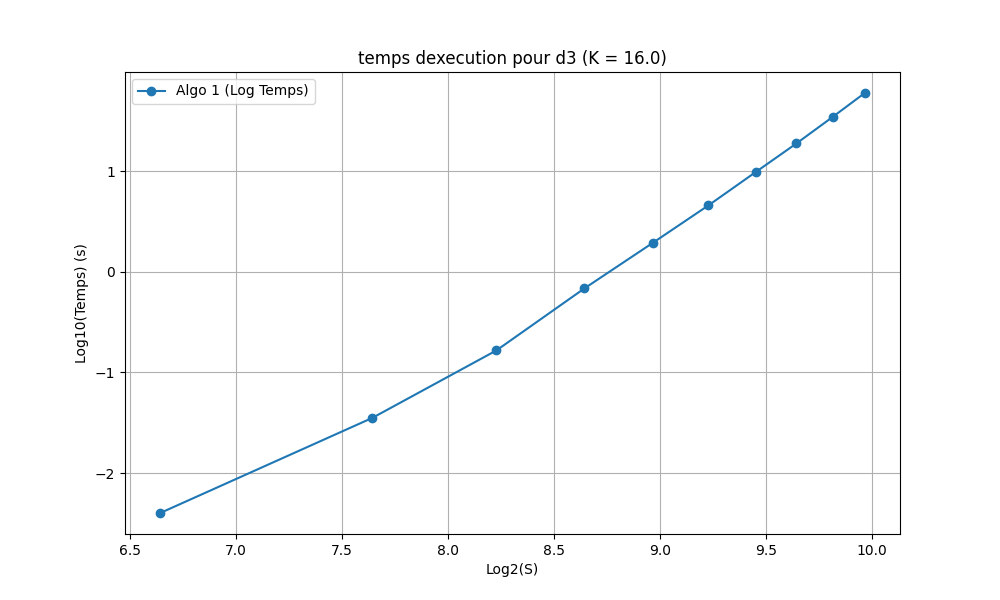 temps dexecution pour d3 (K = 16.0)
Algo 1 (Log Temps)
Log10(Temps) (s)
1
0
−1
−2
6.5 7.0 7.5 8.0 8.5 9.0 9.5 10.0
Log2(S)